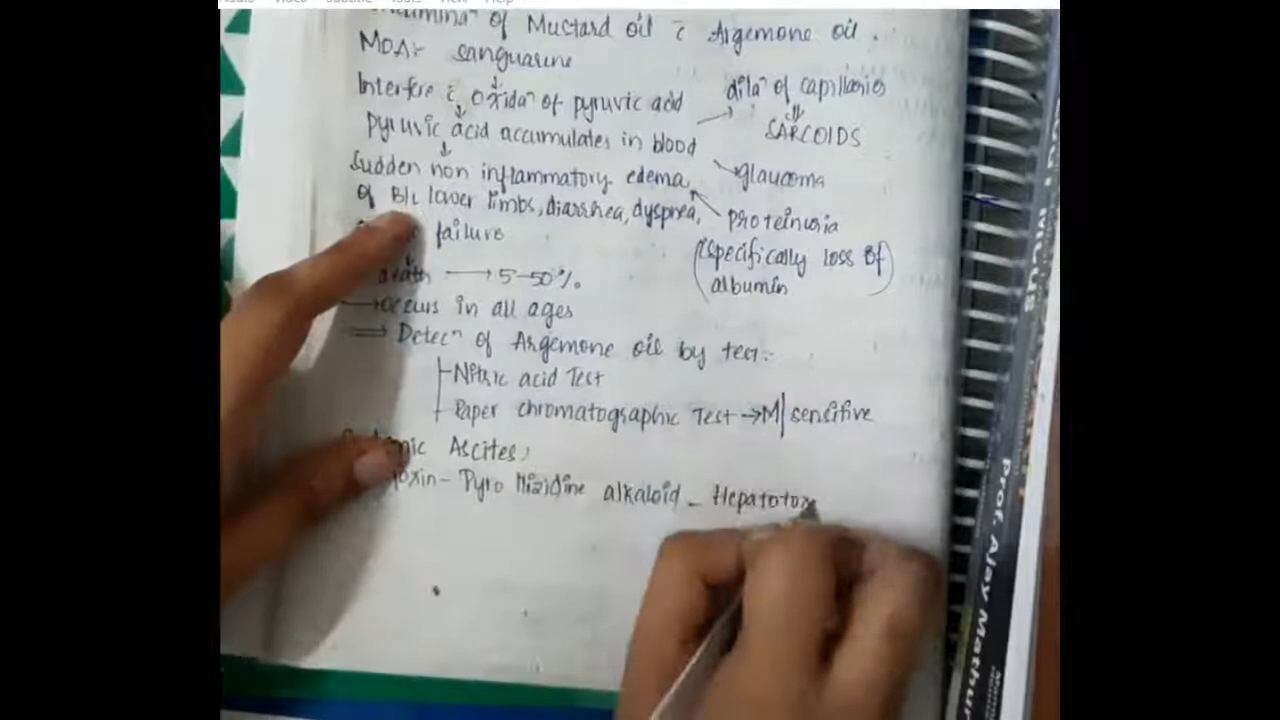 of Mustard oil c̄ Argemone oil.
MOA:- sanguarine
↓
Interfere c̄ oxidaⁿ of pyruvic acid
↓
pyruvic acid accumulates in blood
↓
Sudden non inflammatory edema
of B/L lower limbs, diarrhea, dyspnea,
failure
↓
death → 5-50%
→ occurs in all ages
⇒ Detecⁿ of Argemone oil by test:-
Nitric acid Test
Paper chromatographic Test → M/sensitive
dilaⁿ of capillaries
⇓
SARCOIDS
glaucoma
proteinuria
(specifically loss of
albumin)
Ascites:
Pyro lizidine alkaloid - Hepatotox
Prof. Ajay Mathur